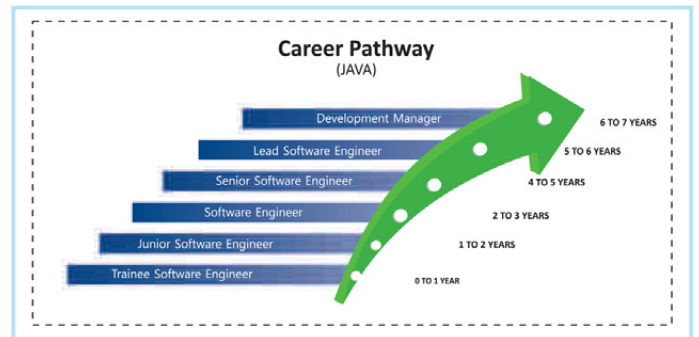 Career Pathway
(JAVA)
Development Manager
6 TO 7 YEARS
Lead Software Engineer
5 TO 6 YEARS
Senior Software Engineer
4 TO 5 YEARS
Software Engineer
2 TO 3 YEARS
Junior Software Engineer
1 TO 2 YEARS
Trainee Software Engineer
0 TO 1 YEAR